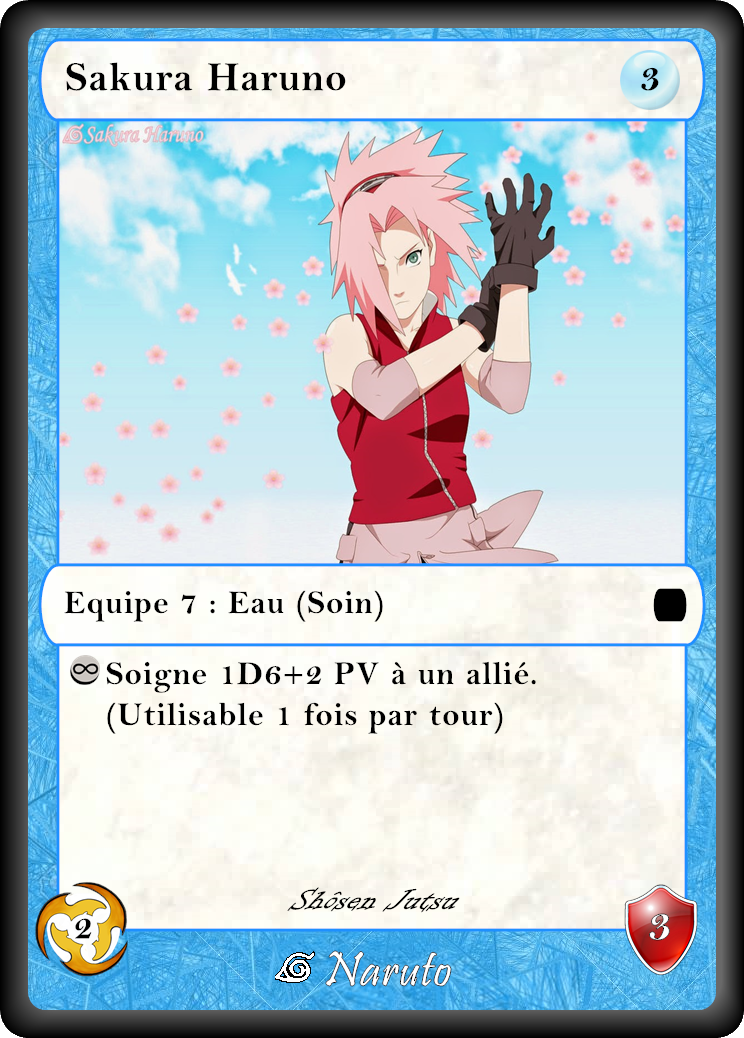 Sakura Haruno
3
Sakura Haruno
Equipe 7 : Eau (Soin)
Soigne 1D6+2 PV à un allié.
(Utilisable 1 fois par tour)
Shôsen Jutsu
2
3
Naruto